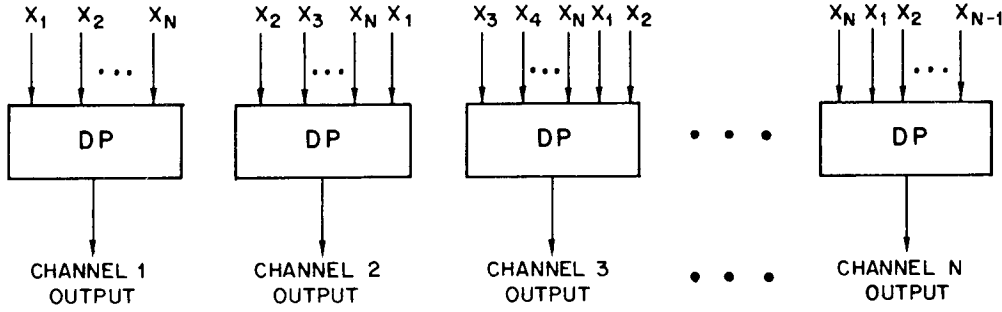 X1 X2 ... XN X2 X3 ... XN X1 X3 X4 ... XN X1 X2 XN X1 X2 ... XN-1
DP DP DP ... DP
CHANNEL 1 CHANNEL 2 CHANNEL 3 ... CHANNEL N
OUTPUT OUTPUT OUTPUT OUTPUT